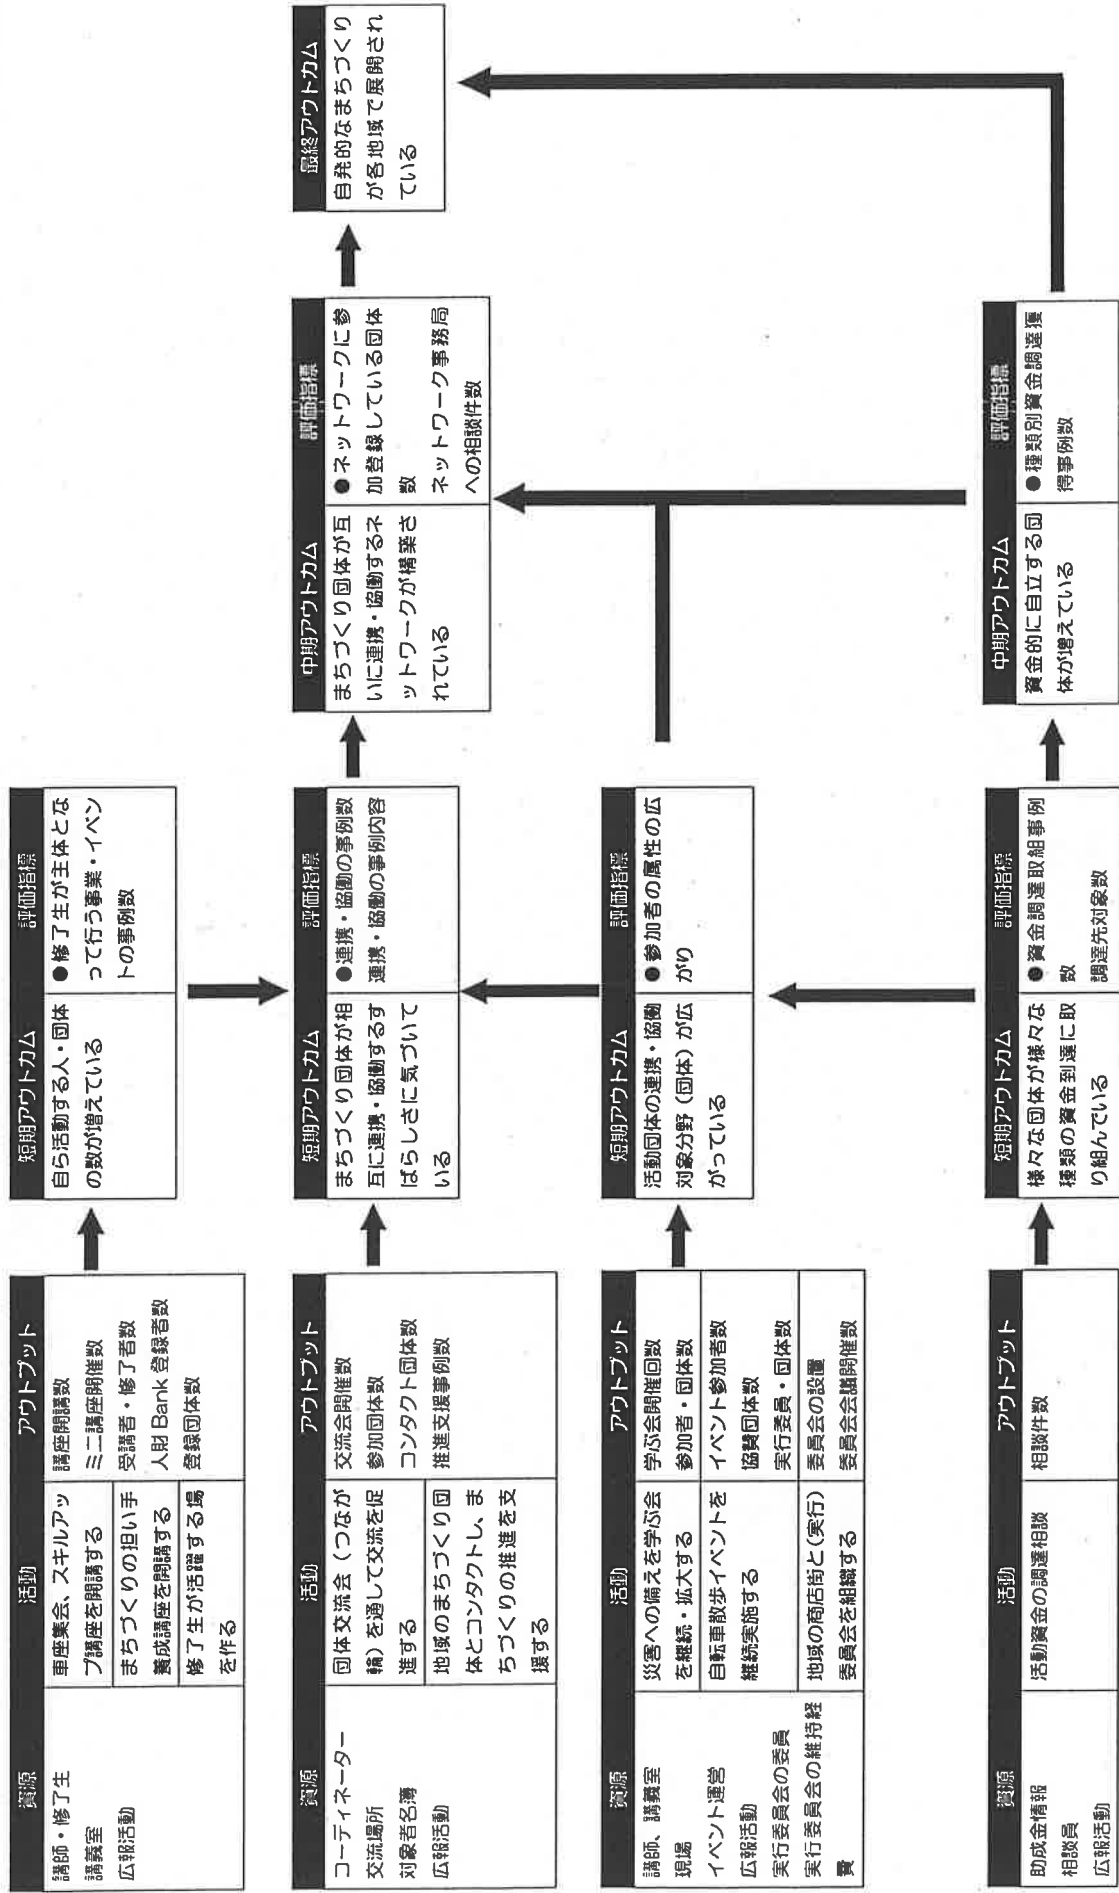 資源
活動
アウトプット
講師・修了生
講義室
広報活動
車座集会、スキルアッ
プ講座を開講する
まちづくりの担い手
養成講座を開講する
修了生が活躍する場
を作る
講座開講数
ミニ講座開催数
受講者・修了者数
人財 Bank 登録者数
登録団体数
短期アウトカム
評価指標
自ら活動する人・団体
の数が増えている
●修了生が主体とな
って行う事業・イベン
トの事例数
資源
活動
アウトプット
コーディネーター
交流場所
対象者名簿
広報活動
団体交流会（つなが
輪）を通して交流を促
進する
地域のまちづくり団
体とコンタクトし、ま
ちづくりの推進を支
援する
交流会開催数
参加団体数
コンタクト団体数
推進支援事例数
短期アウトカム
評価指標
まちづくり団体が相
互に連携・協働するす
ばらしさに気づいて
いる
●連携・協働の事例数
連携・協働の事例内容
中期アウトカム
評価指標
まちづくり団体が互
いに連携・協働するネ
ットワークが構築さ
れている
●ネットワークに参
加登録している団体
数
ネットワーク事務局
への相談件数
最終アウトカム
自発的なまちづくり
が各地域で展開され
ている
資源
活動
アウトプット
講師、講義室
現場
イベント運営
広報活動
実行委員会の委員
実行委員会の維持経
費
災害への備えを学ぶ会
を継続・拡大する
自転車散歩イベントを
継続実施する
地域の商店街と（実行）
委員会を組織する
学ぶ会開催回数
参加者・団体数
イベント参加者数
協賛団体数
実行委員・団体数
委員会の設置
委員会会議開催数
短期アウトカム
評価指標
活動団体の連携・協働
対象分野（団体）が広
がっている
●参加者の属性の広
がり
資源
活動
アウトプット
助成金情報
相談員
広報活動
活動資金の調達相談
相談件数
短期アウトカム
評価指標
様々な団体が様々な
種類の資金到達に取
り組んでいる
●資金調達取組事例
数
調達先対象数
中期アウトカム
評価指標
資金的に自立する団
体が増えている
●種類別資金調達獲
得事例数